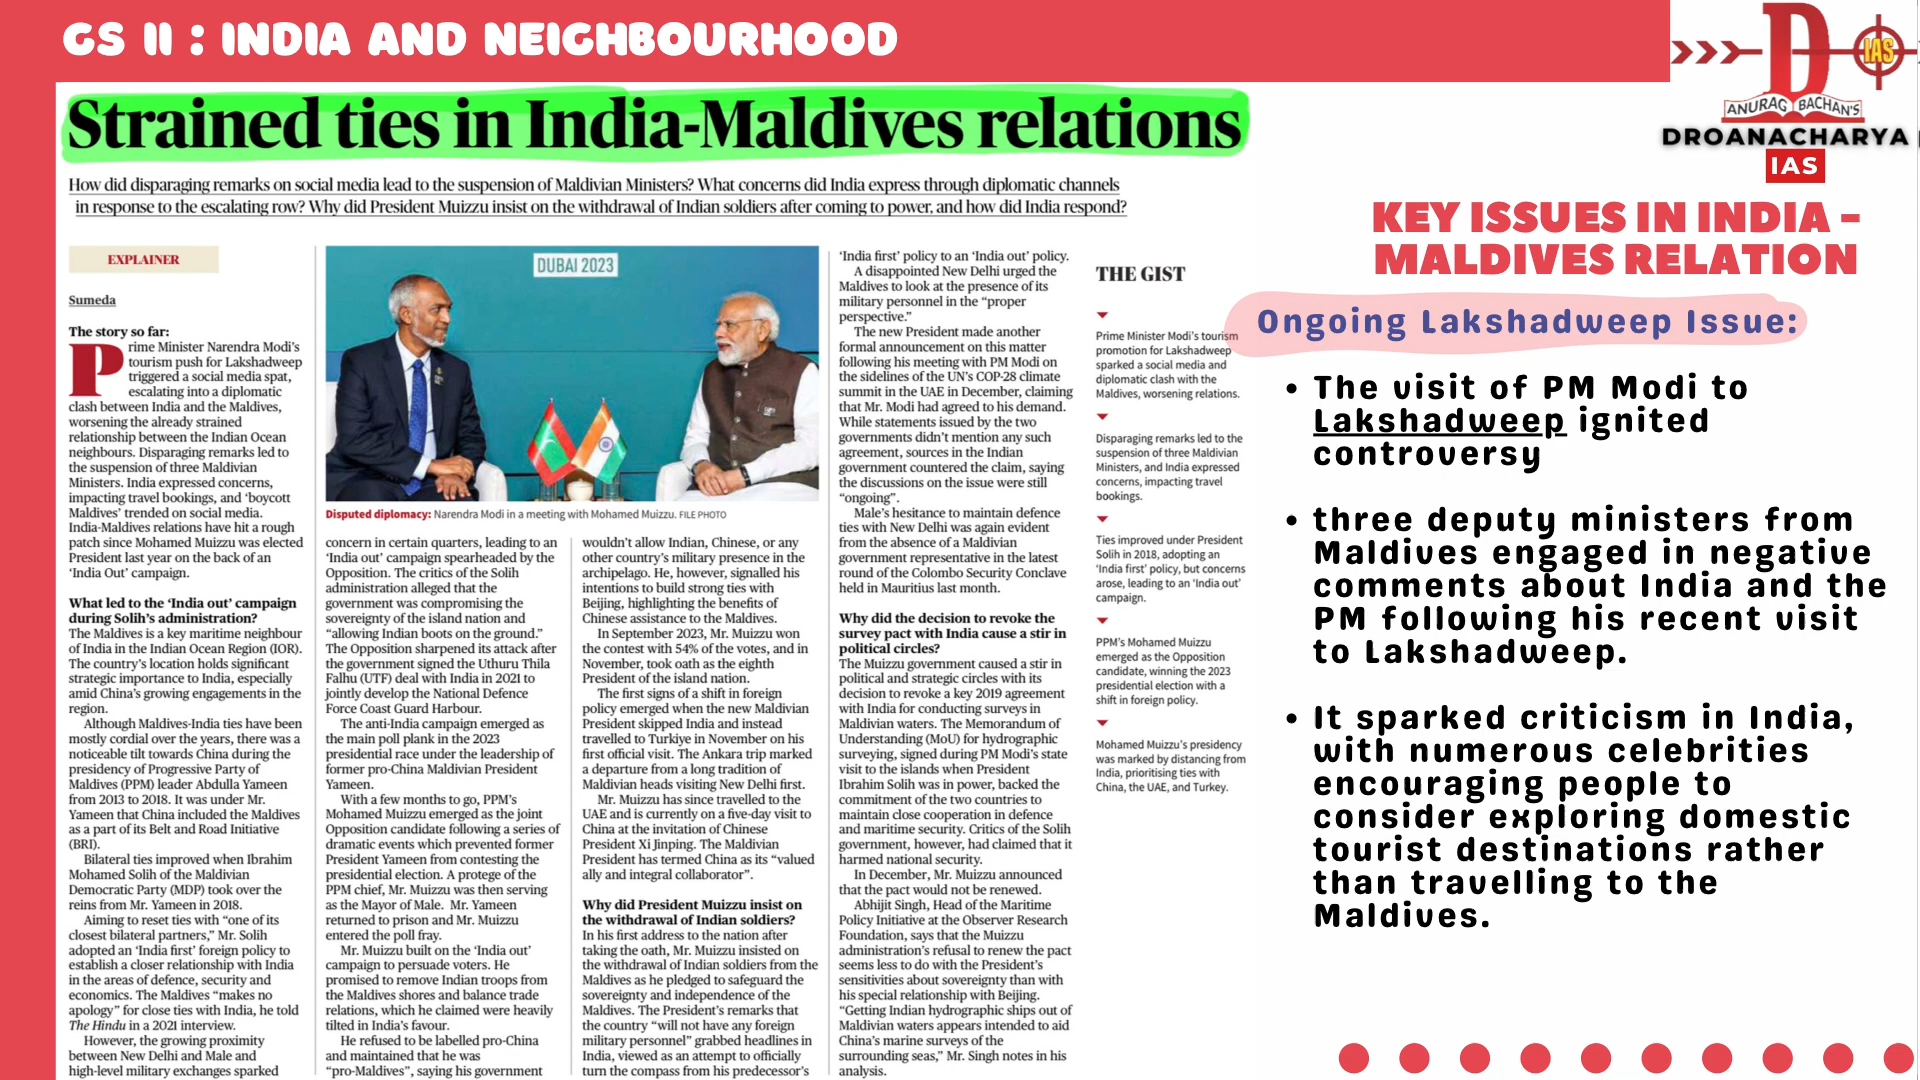 GS II : INDIA AND NEIGHBOURHOOD
D
IAS
ANURAG BACHAN'S
DROANACHARYA
IAS
Strained ties in India-Maldives relations
How did disparaging remarks on social media lead to the suspension of Maldivian Ministers? What concerns did India express through diplomatic channels
in response to the escalating row? Why did President Muizzu insist on the withdrawal of Indian soldiers after coming to power, and how did India respond?
EXPLAINER
Sumeda
The story so far:
Prime Minister Narendra Modi's
tourism push for Lakshadweep
triggered a social media spat,
escalating into a diplomatic
clash between India and the Maldives,
worsening the already strained
relationship between the Indian Ocean
neighbours. Disparaging remarks led to
the suspension of three Maldivian
Ministers. India expressed concerns,
impacting travel bookings, and 'boycott
Maldives' trended on social media.
India-Maldives relations have hit a rough
patch since Mohamed Muizzu was elected
President last year on the back of an
'India Out' campaign.
What led to the 'India out' campaign
during Solih's administration?
The Maldives is a key maritime neighbour
of India in the Indian Ocean Region (IOR).
The country's location holds significant
strategic importance to India, especially
amid China's growing engagements in the
region.
Although Maldives-India ties have been
mostly cordial over the years, there was a
noticeable tilt towards China during the
presidency of Progressive Party of
Maldives (PPM) leader Abdulla Yameen
from 2013 to 2018. It was under Mr.
Yameen that China included the Maldives
as a part of its Belt and Road Initiative
(BRI).
Bilateral ties improved when Ibrahim
Mohamed Solih of the Maldivian
Democratic Party (MDP) took over the
reins from Mr. Yameen in 2018.
Aiming to reset ties with "one of its
closest bilateral partners," Mr. Solih
adopted an 'India first' foreign policy to
establish a closer relationship with India
in the areas of defence, security and
economics. The Maldives "makes no
apology" for close ties with India, he told
The Hindu in a 2021 interview.
However, the growing proximity
between New Delhi and Male and
high-level military exchanges sparked
DUBAI 2023
Disputed diplomacy: Narendra Modi in a meeting with Mohamed Muizzu. FILE PHOTO
concern in certain quarters, leading to an
'India out' campaign spearheaded by the
Opposition. The critics of the Solih
administration alleged that the
government was compromising the
sovereignty of the island nation and
"allowing Indian boots on the ground."
The Opposition sharpened its attack after
the government signed the Uthuru Thila
Falhu (UTF) deal with India in 2021 to
jointly develop the National Defence
Force Coast Guard Harbour.
The anti-India campaign emerged as
the main poll plank in the 2023
presidential race under the leadership of
former pro-China Maldivian President
Yameen.
With a few months to go, PPM's
Mohamed Muizzu emerged as the joint
Opposition candidate following a series of
dramatic events which prevented former
President Yameen from contesting the
presidential election. A protege of the
PPM chief, Mr. Muizzu was then serving
as the Mayor of Male. Mr. Yameen
returned to prison and Mr. Muizzu
entered the poll fray.
Mr. Muizzu built on the 'India out'
campaign to persuade voters. He
promised to remove Indian troops from
the Maldives shores and balance trade
relations, which he claimed were heavily
tilted in India's favour.
He refused to be labelled pro-China
and maintained that he was
"pro-Maldives", saying his government
wouldn't allow Indian, Chinese, or any
other country's military presence in the
archipelago. He, however, signalled his
intentions to build strong ties with
Beijing, highlighting the benefits of
Chinese assistance to the Maldives.
In September 2023, Mr. Muizzu won
the contest with 54% of the votes, and in
November, took oath as the eighth
President of the island nation.
The first signs of a shift in foreign
policy emerged when the new Maldivian
President skipped India and instead
travelled to Turkiye in November on his
first official visit. The Ankara trip marked
a departure from a long tradition of
Maldivian heads visiting New Delhi first.
Mr. Muizzu has since travelled to the
UAE and is currently on a five-day visit to
China at the invitation of Chinese
President Xi Jinping. The Maldivian
President has termed China as its "valued
ally and integral collaborator".
Why did President Muizzu insist on
the withdrawal of Indian soldiers?
In his first address to the nation after
taking the oath, Mr. Muizzu insisted on
the withdrawal of Indian soldiers from the
Maldives as he pledged to safeguard the
sovereignty and independence of the
Maldives. The President's remarks that
the country "will not have any foreign
military personnel" grabbed headlines in
India, viewed as an attempt to officially
turn the compass from his predecessor's
'India first' policy to an 'India out' policy.
A disappointed New Delhi urged the
Maldives to look at the presence of its
military personnel in the "proper
perspective."
The new President made another
formal announcement on this matter
following his meeting with PM Modi on
the sidelines of the UN's COP-28 climate
summit in the UAE in December, claiming
that Mr. Modi had agreed to his demand.
While statements issued by the two
governments didn't mention any such
agreement, sources in the Indian
government countered the claim, saying
the discussions on the issue were still
"ongoing".
Male's hesitance to maintain defence
ties with New Delhi was again evident
from the absence of a Maldivian
government representative in the latest
round of the Colombo Security Conclave
held in Mauritius last month.
Why did the decision to revoke the
survey pact with India cause a stir in
political circles?
The Muizzu government caused a stir in
political and strategic circles with its
decision to revoke a key 2019 agreement
with India for conducting surveys in
Maldivian waters. The Memorandum of
Understanding (MoU) for hydrographic
surveying, signed during PM Modi's state
visit to the islands when President
Ibrahim Solih was in power, backed the
commitment of the two countries to
maintain close cooperation in defence
and maritime security. Critics of the Solih
government, however, had claimed that it
harmed national security.
In December, Mr. Muizzu announced
that the pact would not be renewed.
Abhijit Singh, Head of the Maritime
Policy Initiative at the Observer Research
Foundation, says that the Muizzu
administration's refusal to renew the pact
seems less to do with the President's
sensitivities about sovereignty than with
his special relationship with Beijing.
"Getting Indian hydrographic ships out of
Maldivian waters appears intended to aid
China's marine surveys of the
surrounding seas," Mr. Singh notes in his
analysis.
THE GIST
Prime Minister Modi's tourism
promotion for Lakshadweep
sparked a social media and
diplomatic clash with the
Maldives, worsening relations.
Disparaging remarks led to the
suspension of three Maldivian
Ministers, and India expressed
concerns, impacting travel
bookings.
Ties improved under President
Solih in 2018, adopting an
'India first' policy, but concerns
arose, leading to an 'India out'
campaign.
PPM's Mohamed Muizzu
emerged as the Opposition
candidate, winning the 2023
presidential election with a
shift in foreign policy.
Mohamed Muizzu's presidency
was marked by distancing from
India, prioritising ties with
China, the UAE, and Turkey.
KEY ISSUES IN INDIA -
MALDIVES RELATION
Ongoing Lakshadweep Issue:
• The visit of PM Modi to
Lakshadweep ignited
controversy
• three deputy ministers from
Maldives engaged in negative
comments about India and the
PM following his recent visit
to Lakshadweep.
• It sparked criticism in India,
with numerous celebrities
encouraging people to
consider exploring domestic
tourist destinations rather
than travelling to the
Maldives.